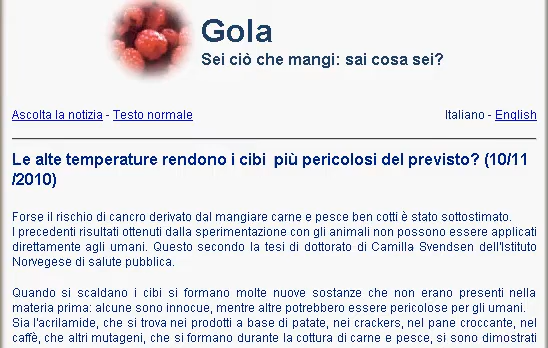 Gola
Sei ciò che mangi: sai cosa sei?
Ascolta la notizia - Testo normale
Italiano - English
Le alte temperature rendono i cibi più pericolosi del previsto? (10/11
/2010)
Forse il rischio di cancro derivato dal mangiare carne e pesce ben cotti è stato sottostimato.
I precedenti risultati ottenuti dalla sperimentazione con gli animali non possono essere applicati
direttamente agli umani. Questo secondo la tesi di dottorato di Camilla Svendsen dell'Istituto
Norvegese di salute pubblica.
Quando si scaldano i cibi si formano molte nuove sostanze che non erano presenti nella
materia prima: alcune sono innocue, mentre altre potrebbero essere pericolose per gli umani.
Sia l'acrilamide, che si trova nei prodotti a base di patate, nei crackers, nel pane croccante, nel
caffè, che altri mutageni, che si formano durante la cottura di carne e pesce, si sono dimostrati